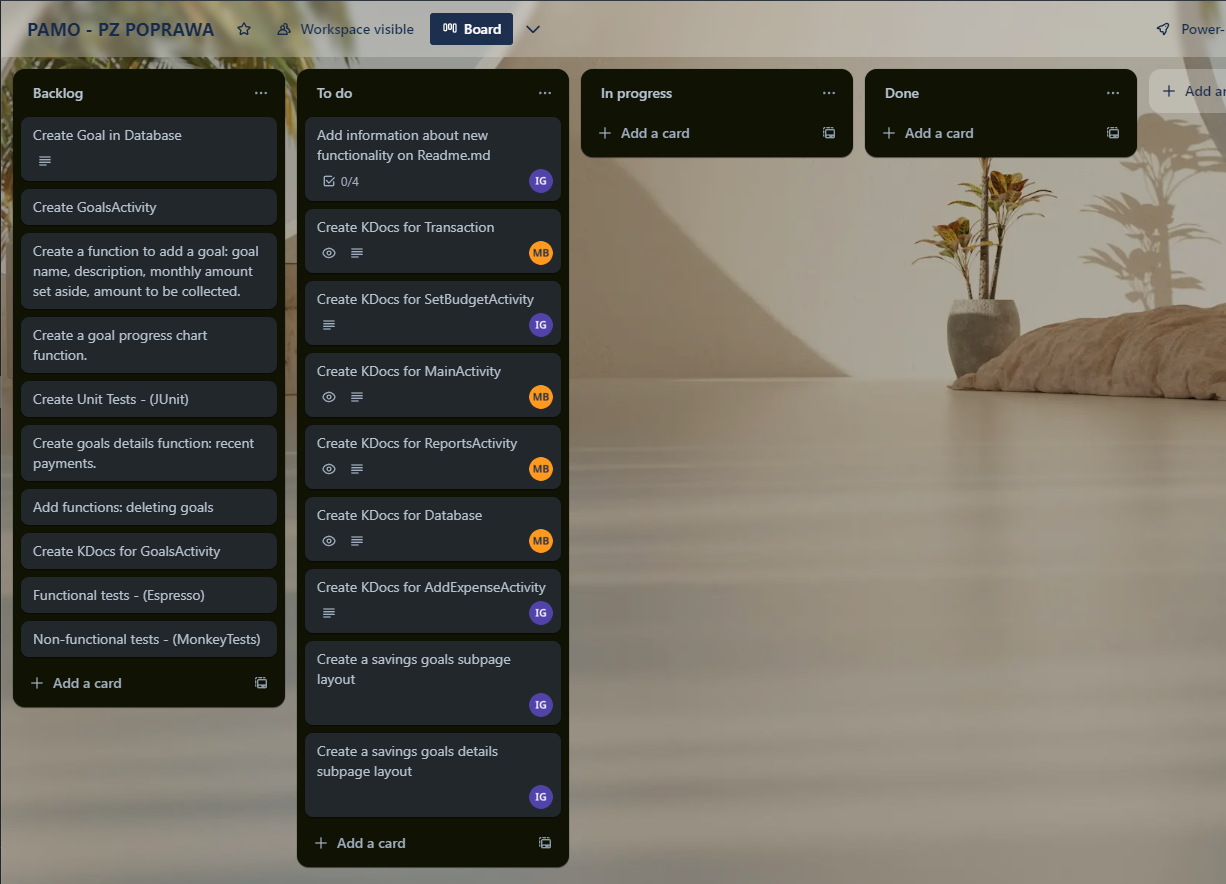 PAMO - PZ POPRAWA
Workspace visible
Board
Power-
Backlog
Create Goal in Database
Create GoalsActivity
Create a function to add a goal: goal
name, description, monthly amount
set aside, amount to be collected.
Create a goal progress chart
function.
Create Unit Tests - (JUnit)
Create goals details function: recent
payments.
Add functions: deleting goals
Create KDocs for GoalsActivity
Functional tests - (Espresso)
Non-functional tests - (MonkeyTests)
Add a card
To do
Add information about new
functionality on Readme.md
0/4
IG
Create KDocs for Transaction
MB
Create KDocs for SetBudgetActivity
IG
Create KDocs for MainActivity
MB
Create KDocs for ReportsActivity
MB
Create KDocs for Database
MB
Create KDocs for AddExpenseActivity
IG
Create a savings goals subpage
layout
IG
Create a savings goals details
subpage layout
IG
Add a card
In progress
Add a card
Done
Add a card
Add an